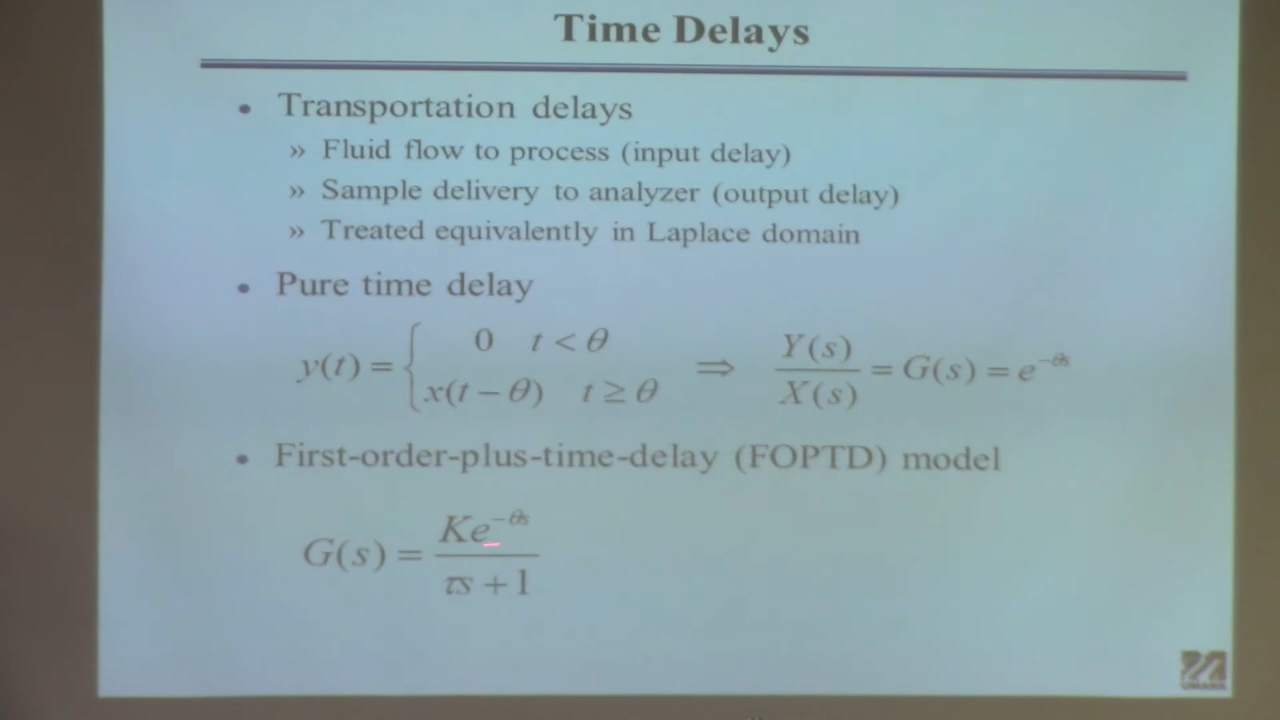 Time Delays
• Transportation delays
» Fluid flow to process (input delay)
» Sample delivery to analyzer (output delay)
» Treated equivalently in Laplace domain
• Pure time delay
y(t) = { 0 t < θ; x(t − θ) t ≥ θ ⇒ Y(s)/X(s) = G(s) = e^{−θs}
• First-order-plus-time-delay (FOPTD) model
G(s) = Ke^{−θs}/(τs + 1)